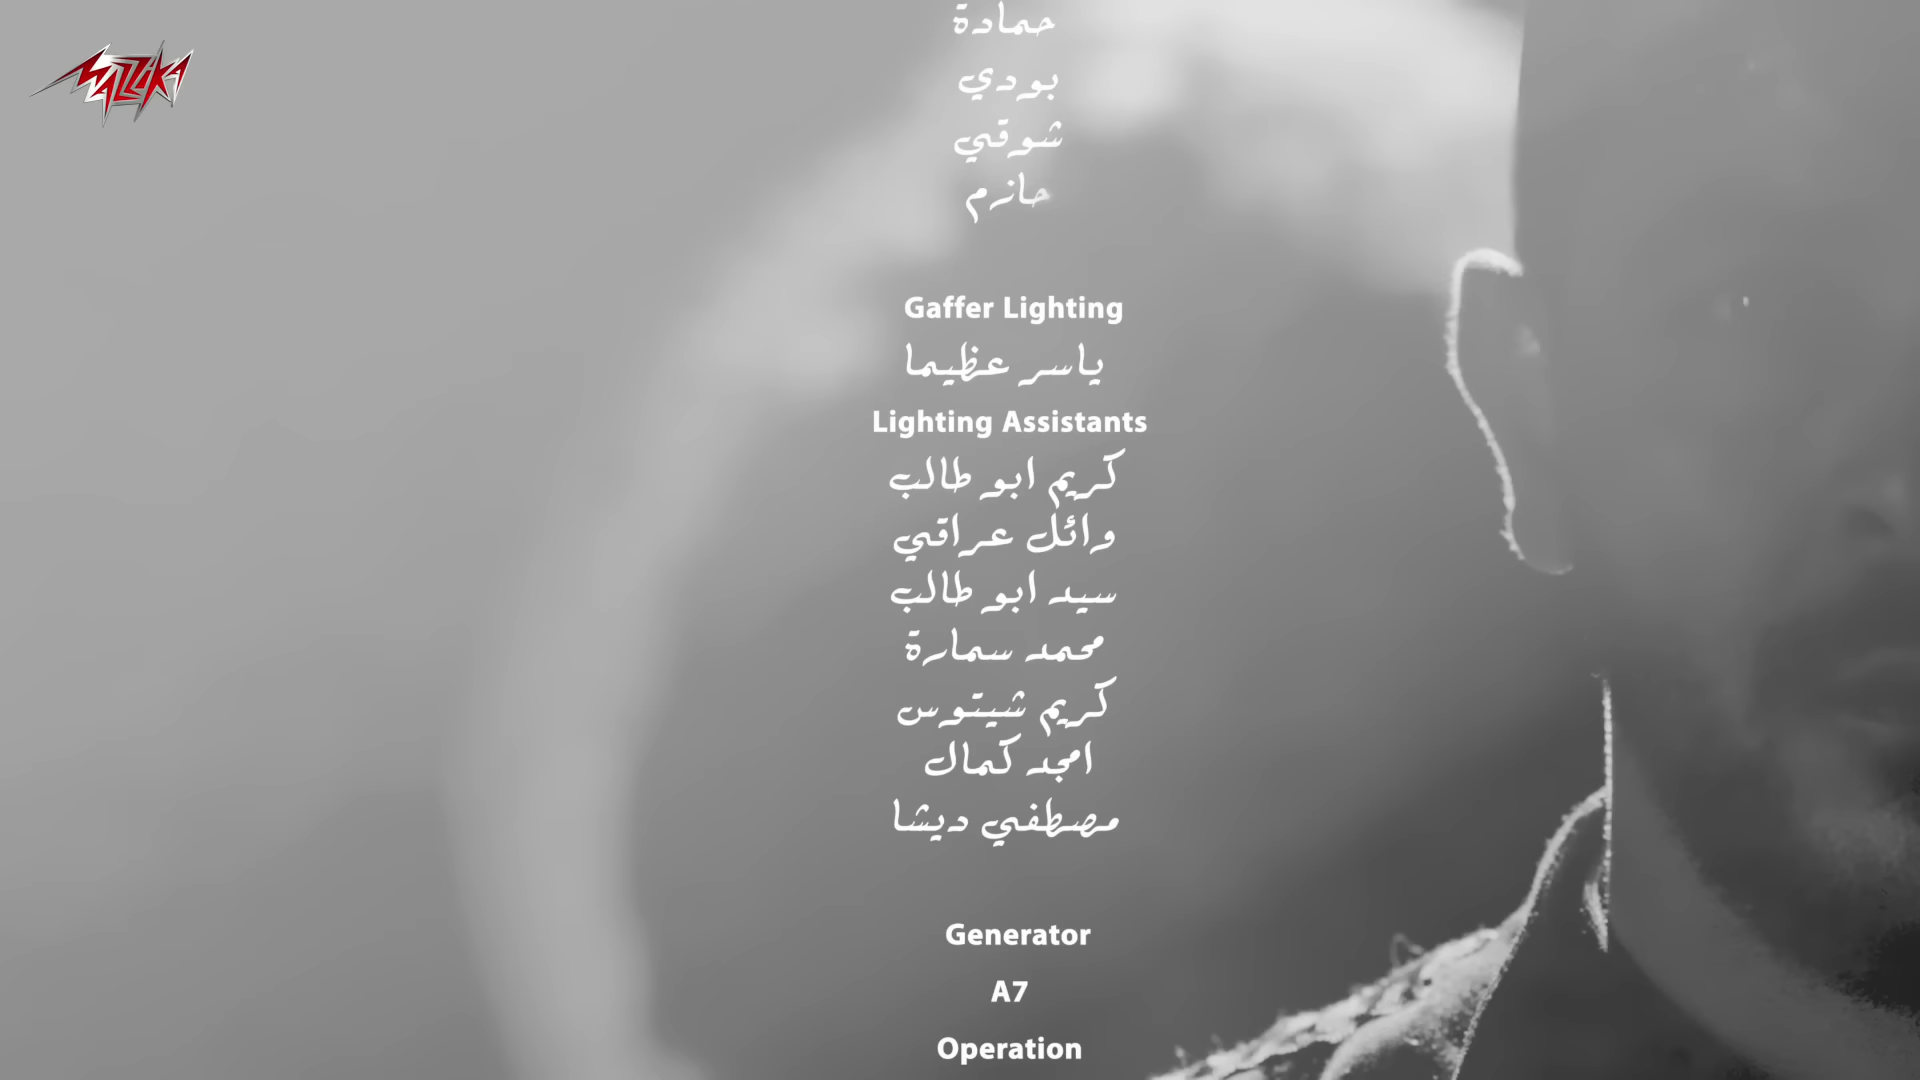 MAZZIKA
حمادة
بودي
شوقي
حازم
Gaffer Lighting
ياسر عظيما
Lighting Assistants
كريم ابو طالب
وائل عراقي
سيد ابو طالب
محمد سمارة
كريم شيتوس
امجد كمال
مصطفي ديشا
Generator
A7
Operation